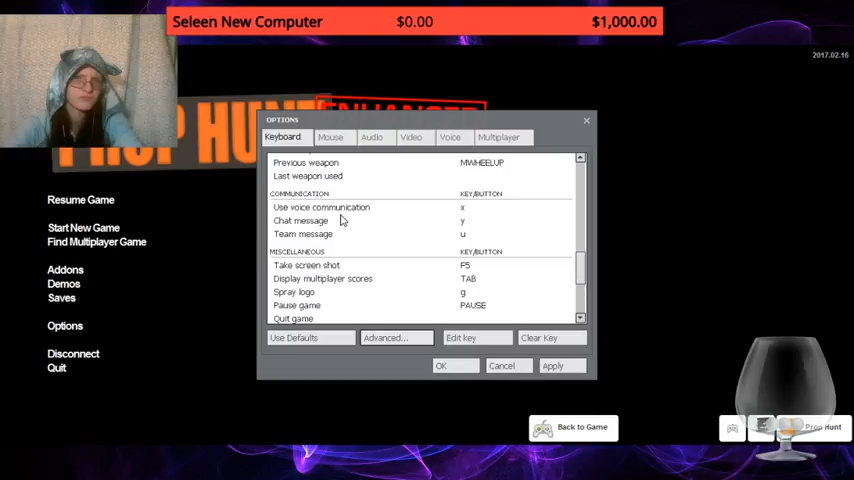 Seleen New Computer $0.00 $1,000.00
2017.02.16
PROP HUNT ENHANCED
OPTIONS
Keyboard Mouse Audio Video Voice Multiplayer
Previous weapon MWHEELUP
Last weapon used
COMMUNICATION KEY/BUTTON
Use voice communication x
Chat message y
Team message u
MISCELLANEOUS KEY/BUTTON
Take screen shot F5
Display multiplayer scores TAB
Spray logo g
Pause game PAUSE
Quit game
Use Defaults Advanced... Edit key Clear Key
OK Cancel Apply
Resume Game
Start New Game
Find Multiplayer Game
Addons
Demos
Saves
Options
Disconnect
Quit
Back to Game
Prop Hunt